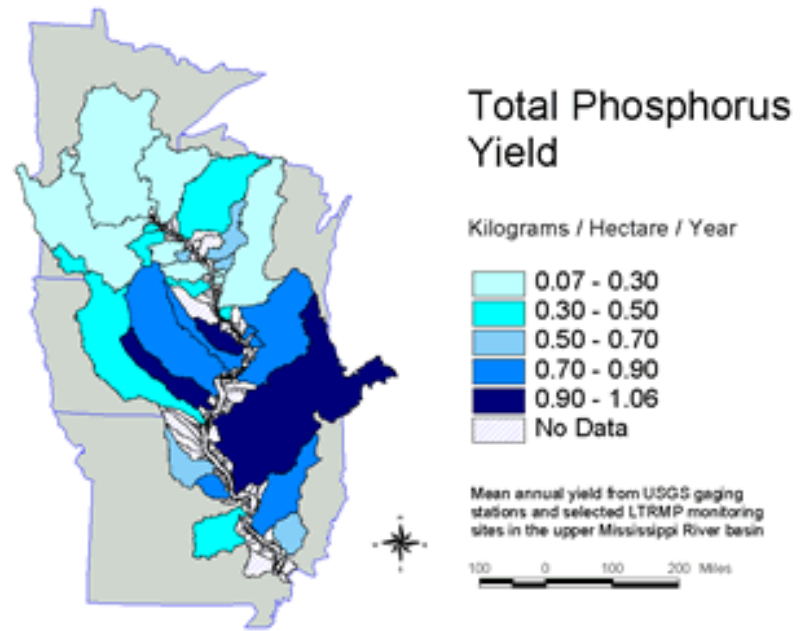 Total Phosphorus
Yield
Kilograms / Hectare / Year
0.07 - 0.30
0.30 - 0.50
0.50 - 0.70
0.70 - 0.90
0.90 - 1.06
No Data
Mean annual yield from USGS gaging
stations and selected LTRMP monitoring
sites in the upper Mississippi River basin
100 0 100 200 Miles